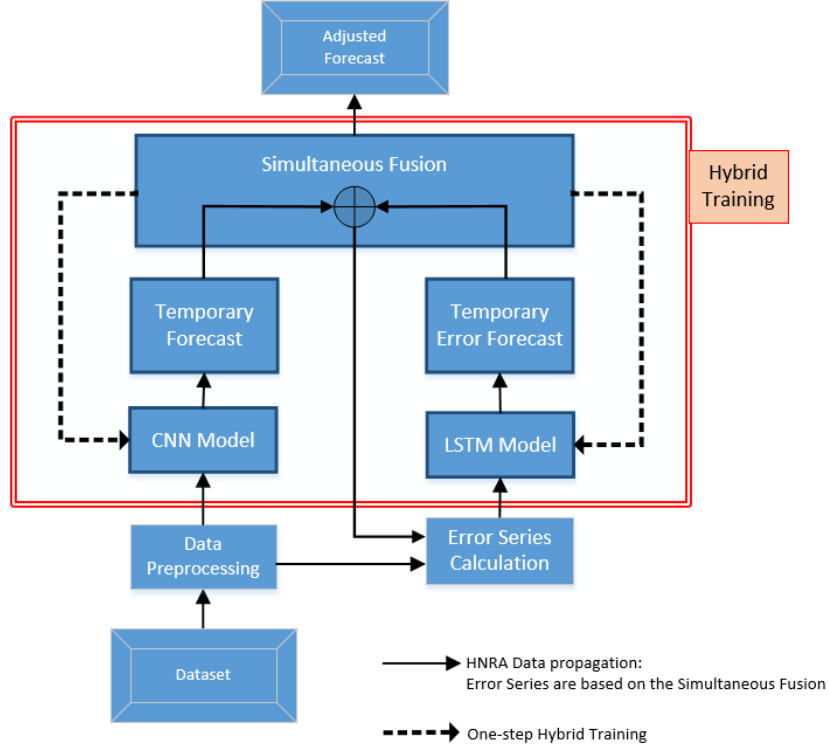 Adjusted
Forecast
Simultaneous Fusion
Hybrid
Training
Temporary
Forecast
Temporary
Error Forecast
CNN Model
LSTM Model
Data
Preprocessing
Error Series
Calculation
Dataset
HNRA Data propagation:
Error Series are based on the Simultaneous Fusion
One-step Hybrid Training